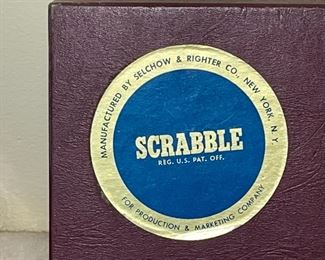 MANUFACTURED BY SELCHOW & RIGHTER CO., NEW YORK, N. Y.
SCRABBLE
REG. U.S. PAT. OFF.
FOR PRODUCTION & MARKETING COMPANY